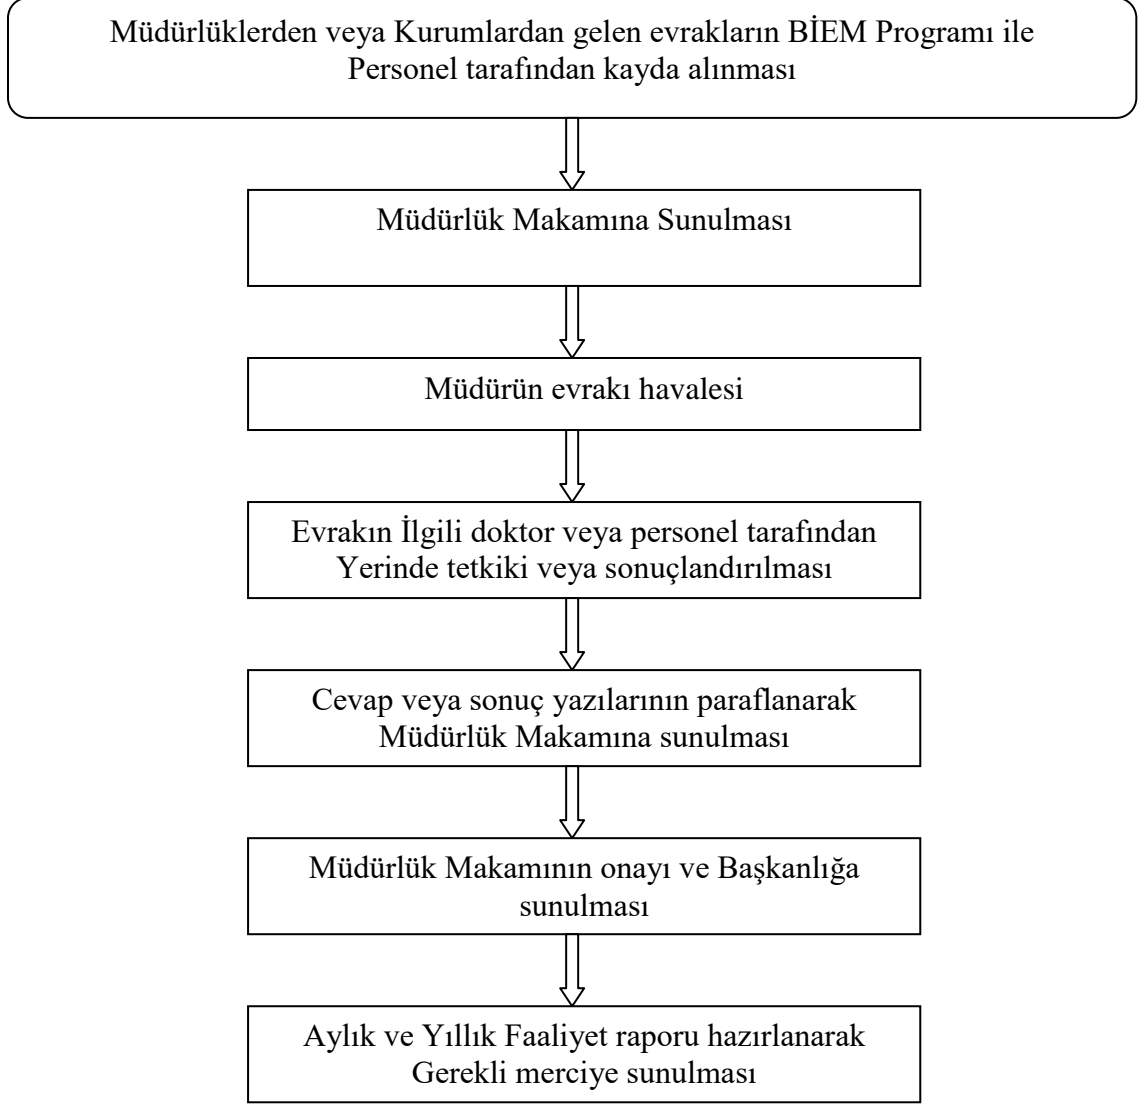 Müdürlüklerden veya Kurumlardan gelen evrakların BİEM Programı ile
Personel tarafından kayda alınması
Müdürlük Makamına Sunulması
Müdürün evrakı havalesi
Evrakın İlgili doktor veya personel tarafından
Yerinde tetkiki veya sonuçlandırılması
Cevap veya sonuç yazılarının paraflanarak
Müdürlük Makamına sunulması
Müdürlük Makamının onayı ve Başkanlığa
sunulması
Aylık ve Yıllık Faaliyet raporu hazırlanarak
Gerekli merciye sunulması